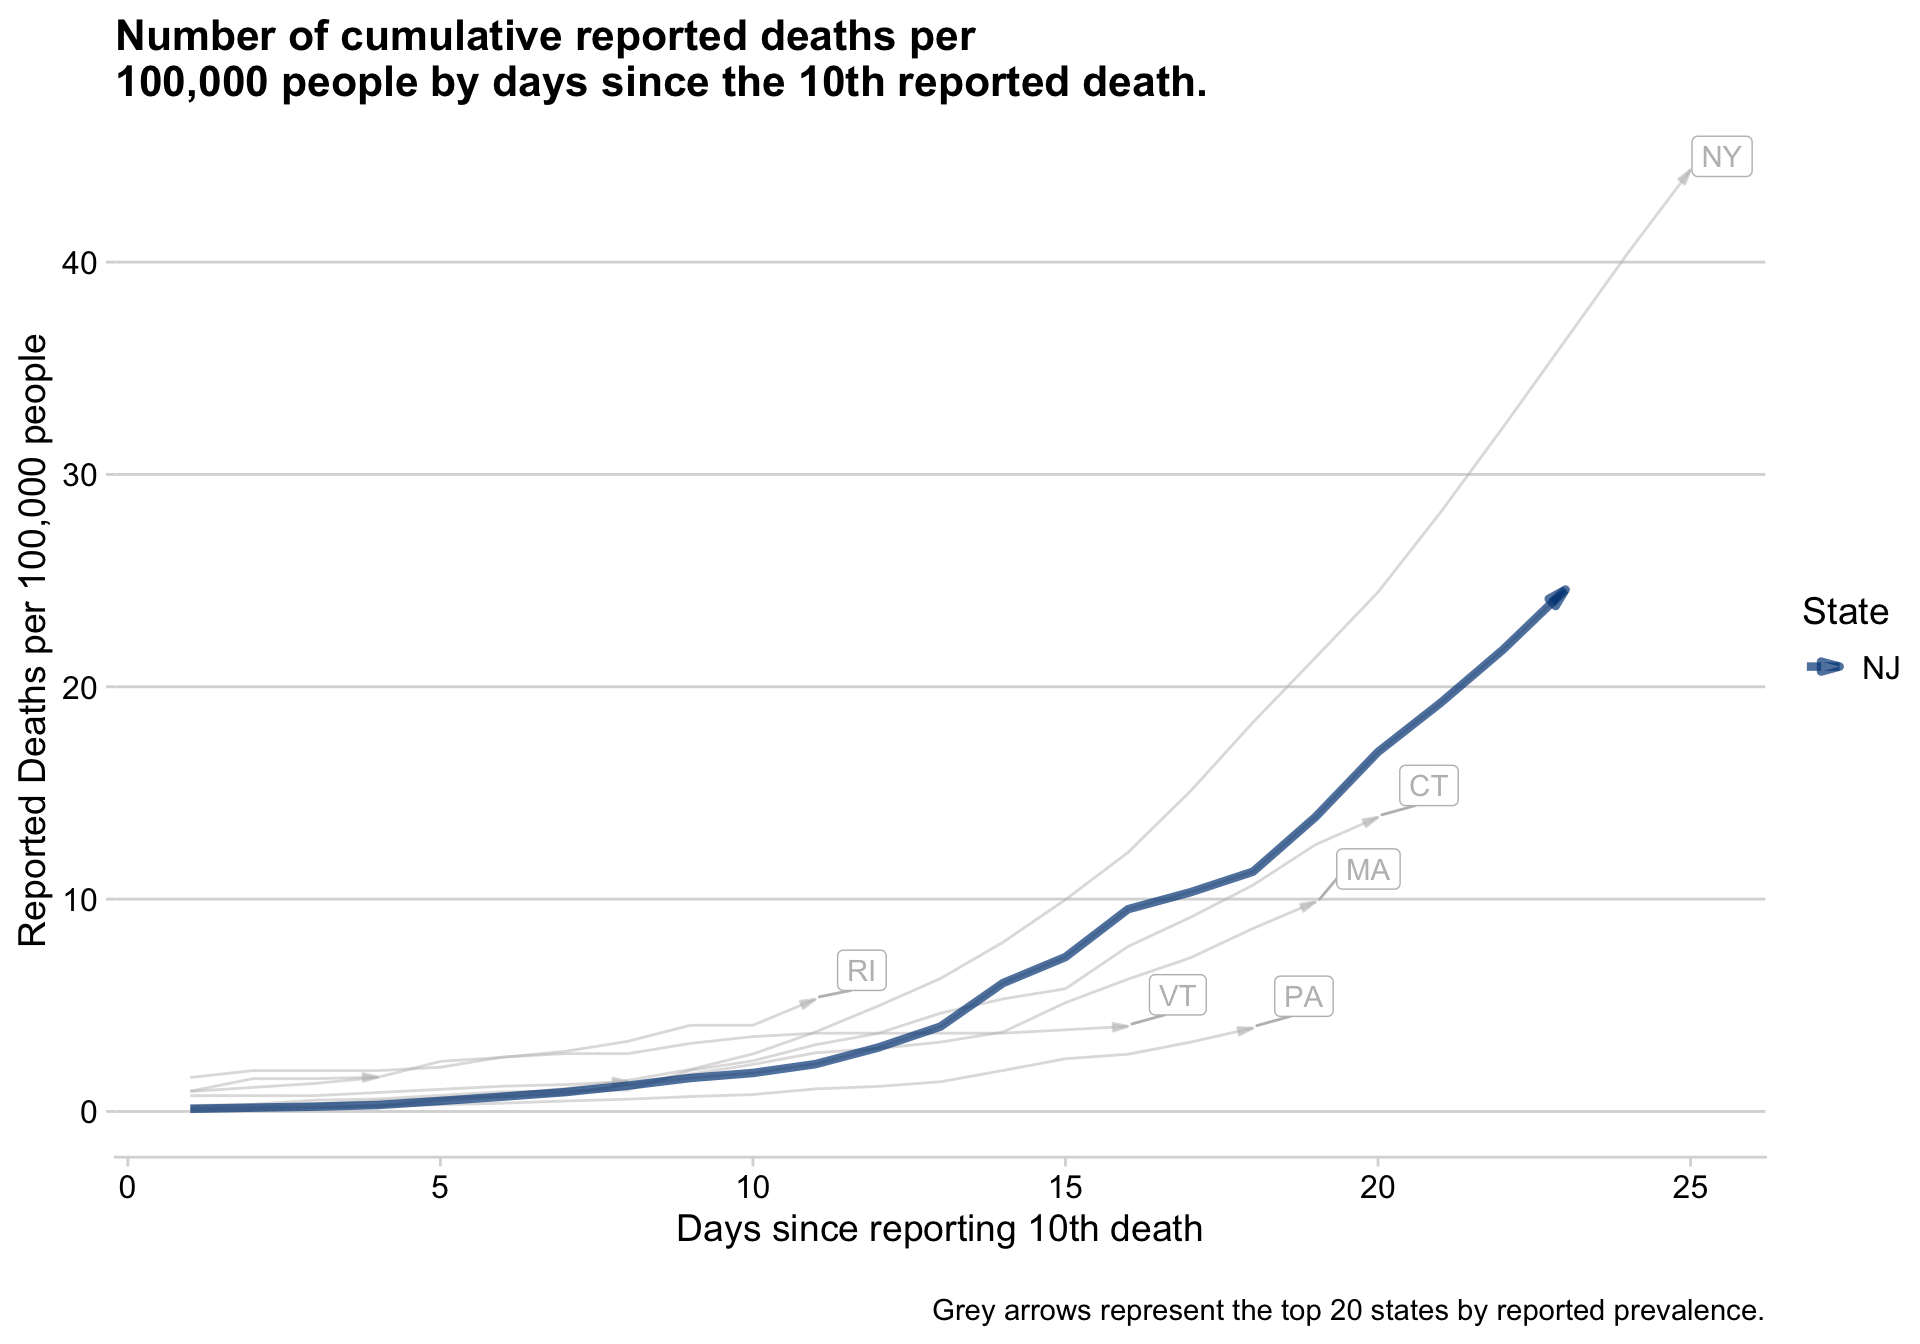 Number of cumulative reported deaths per
100,000 people by days since the 10th reported death.
Reported Deaths per 100,000 people
40
30
20
10
0
NY
CT
MA
RI
VT
PA
State
NJ
0 5 10 15 20 25
Days since reporting 10th death
Grey arrows represent the top 20 states by reported prevalence.